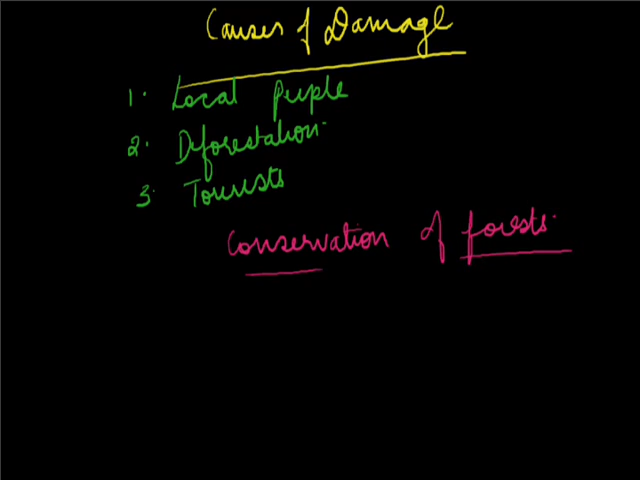 Causes of Damage
1. Local people
2. Deforestation.
3. Tourists
Conservation of forests.